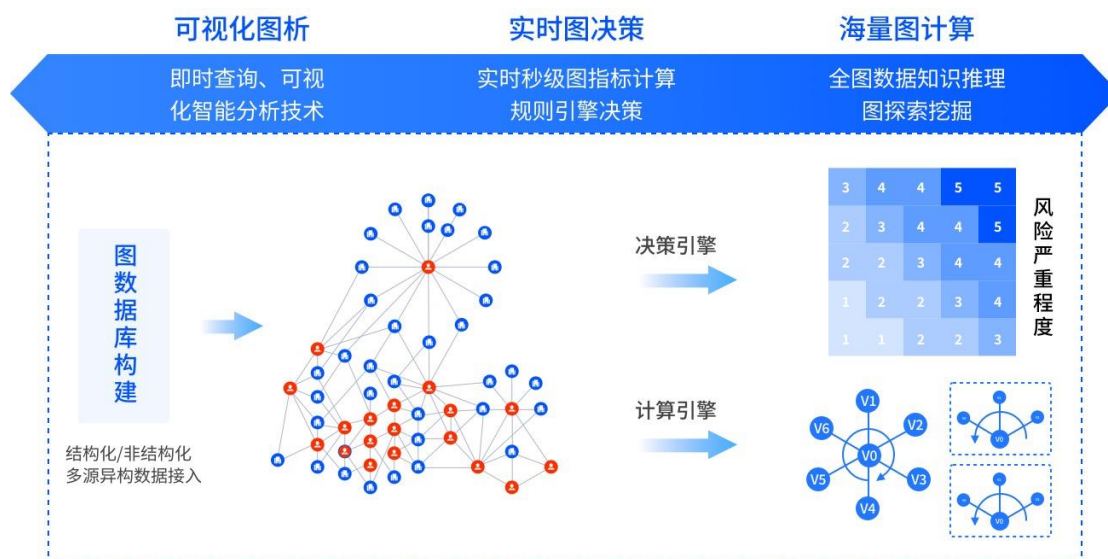 可视化图析
实时图决策
海量图计算
即时查询、可视
化智能分析技术
实时秒级图指标计算
规则引擎决策
全图数据知识推理
图探索挖掘
图数据库构建
结构化/非结构化
多源异构数据接入
决策引擎
计算引擎
3 4 4 5 5
2 3 4 4 5
2 2 3 4 4
1 2 2 3 4
1 1 2 2 3
风险严重程度
V1
V6
V2
V0
V5
V3
V4
V0
V0